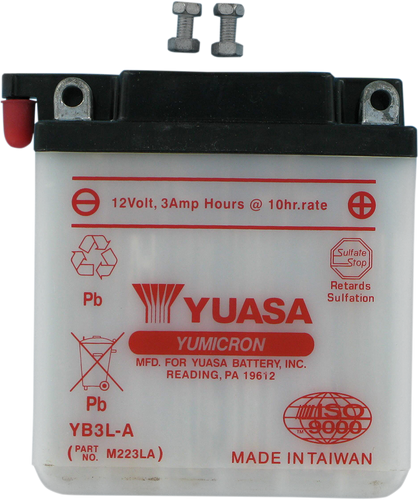 12Volt, 3Amp Hours @ 10hr.rate
Sulfate
Stop
Pb
Retards
Sulfation
YUASA
YUMICRON
MFD. FOR YUASA BATTERY, INC.
READING, PA 19612
Pb
YB3L-A
(PART NO. M223LA)
ISO
9000
TM
MADE IN TAIWAN